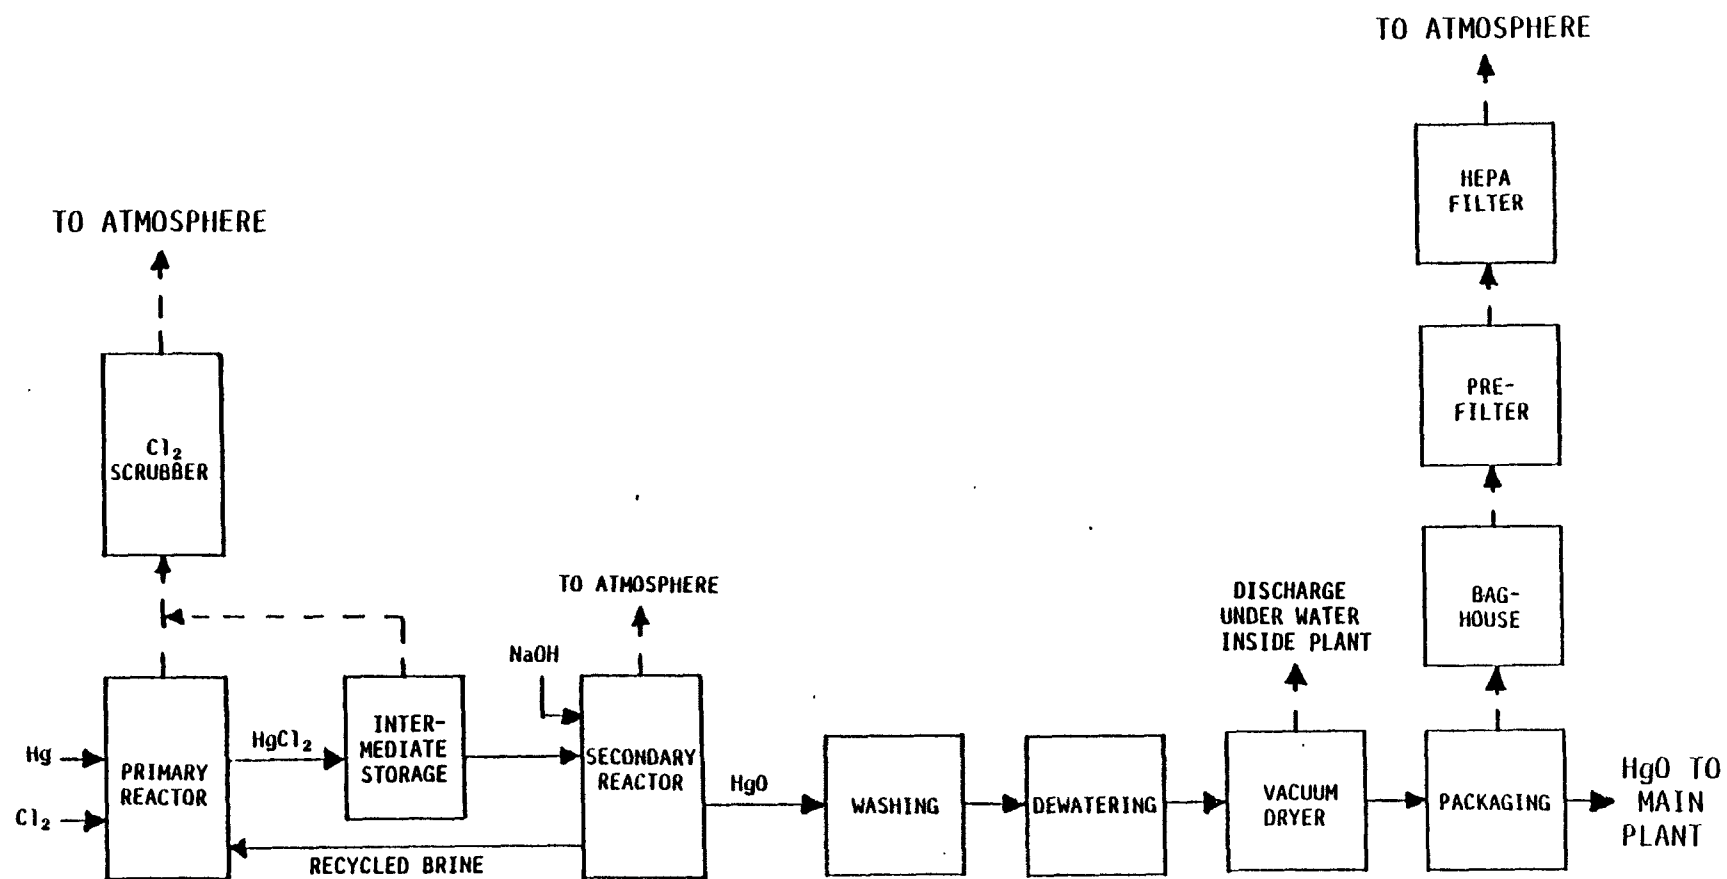 TO ATMOSPHERE
HEPA
FILTER
TO ATMOSPHERE
PRE-
FILTER
Cl₂
SCRUBBER
BAG-
HOUSE
TO ATMOSPHERE
DISCHARGE
UNDER WATER
INSIDE PLANT
NaOH
Hg
Cl₂
PRIMARY
REACTOR
HgCl₂
INTER-
MEDIATE
STORAGE
SECONDARY
REACTOR
RECYCLED BRINE
HgO
WASHING
DEWATERING
VACUUM
DRYER
PACKAGING
HgO TO
MAIN
PLANT